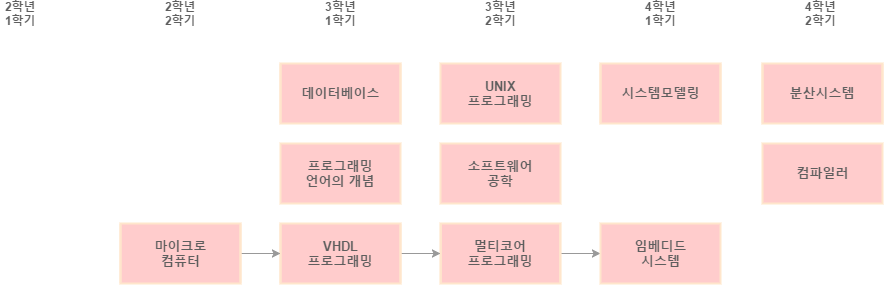 2학년
1학기
2학년
2학기
3학년
1학기
3학년
2학기
4학년
1학기
4학년
2학기
데이터베이스
UNIX
프로그래밍
시스템모델링
분산시스템
프로그래밍
언어의 개념
소프트웨어
공학
컴파일러
마이크로
컴퓨터
VHDL
프로그래밍
멀티코어
프로그래밍
임베디드
시스템